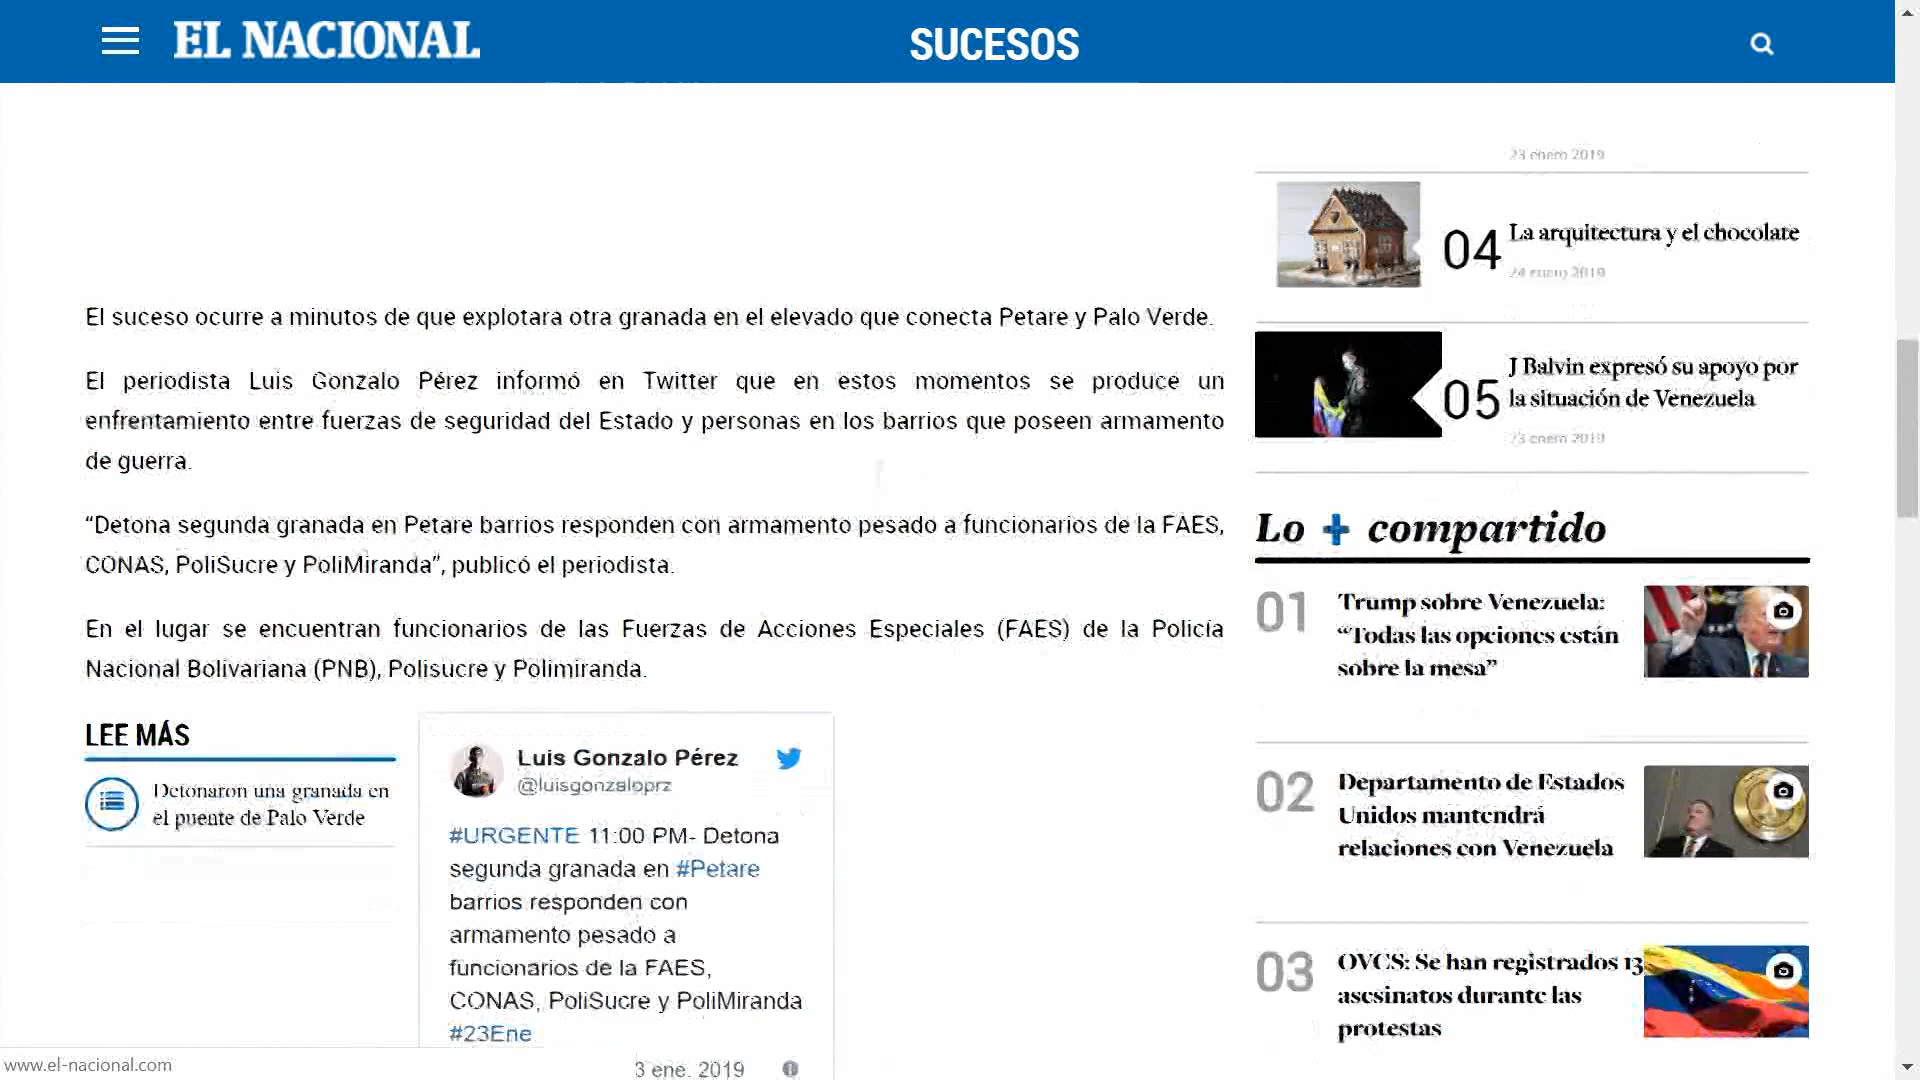 EL NACIONAL
SUCESOS
El suceso ocurre a minutos de que explotara otra granada en el elevado que conecta Petare y Palo Verde.
El periodista Luis Gonzalo Pérez informó en Twitter que en estos momentos se produce un
enfrentamiento entre fuerzas de seguridad del Estado y personas en los barrios que poseen armamento
de guerra.
“Detona segunda granada en Petare barrios responden con armamento pesado a funcionarios de la FAES,
CONAS, PoliSucre y PoliMiranda”, publicó el periodista.
En el lugar se encuentran funcionarios de las Fuerzas de Acciones Especiales (FAES) de la Policía
Nacional Bolivariana (PNB), Polisucre y Polimiranda.
LEE MÁS
Detonaron una granada en
el puente de Palo Verde
Luis Gonzalo Pérez
@luisgonzaloprz
#URGENTE 11:00 PM- Detona
segunda granada en #Petare
barrios responden con
armamento pesado a
funcionarios de la FAES,
CONAS, PoliSucre y PoliMiranda
#23Ene
3 ene. 2019
23 enero 2019
04
La arquitectura y el chocolate
24 enero 2019
05
J Balvin expresó su apoyo por
la situación de Venezuela
23 enero 2019
Lo + compartido
01
Trump sobre Venezuela:
“Todas las opciones están
sobre la mesa”
02
Departamento de Estados
Unidos mantendrá
relaciones con Venezuela
03
OVCS: Se han registrados 13
asesinatos durante las
protestas
www.el-nacional.com